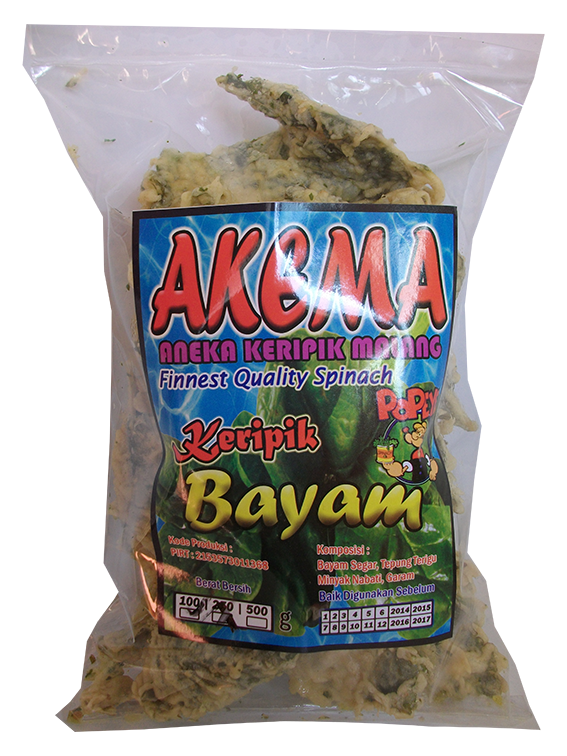 AKEMA
ANEKA KERIPIK MALANG
Finnest Quality Spinach
POPEY
Keripik
Bayam
Kode Produksi :
PIRT : 2153573011368
Komposisi :
Bayam Segar, Tepung Terigu
Minyak Nabati, Garam
Berat Bersih
Baik Digunakan Sebelum
100 | 250 | 500
g
1 2 3 4 5 6 2014 2015
7 8 9 10 11 12 2016 2017